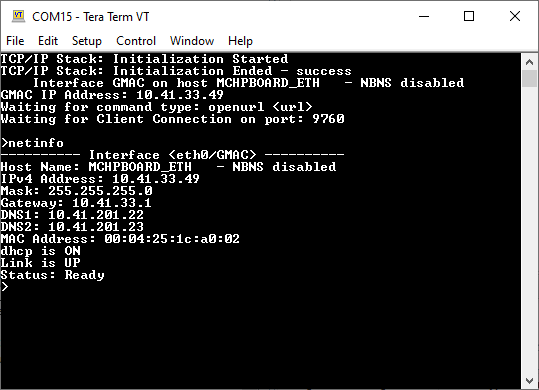 COM15 - Tera Term VT
File Edit Setup Control Window Help
TCP/IP Stack: Initialization Started
TCP/IP Stack: Initialization Ended - success
    Interface GMAC on host MCHPBOARD_ETH   - NBNS disabled
GMAC IP Address: 10.41.33.49
Waiting for command type: openurl <url>
Waiting for Client Connection on port: 9760
>netinfo
---------- Interface <eth0/GMAC> ----------
Host Name: MCHPBOARD_ETH   - NBNS disabled
IPv4 Address: 10.41.33.49
Mask: 255.255.255.0
Gateway: 10.41.33.1
DNS1: 10.41.201.22
DNS2: 10.41.201.23
MAC Address: 00:04:25:1c:a0:02
dhcp is ON
Link is UP
Status: Ready
>